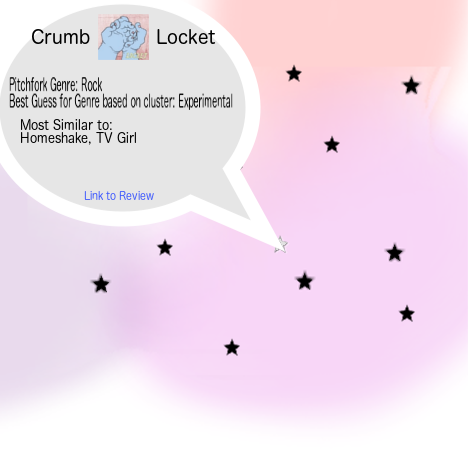 Crumb Locket
Pitchfork Genre: Rock
Best Guess for Genre based on cluster: Experimental
Most Similar to:
Homeshake, TV Girl
Link to Review